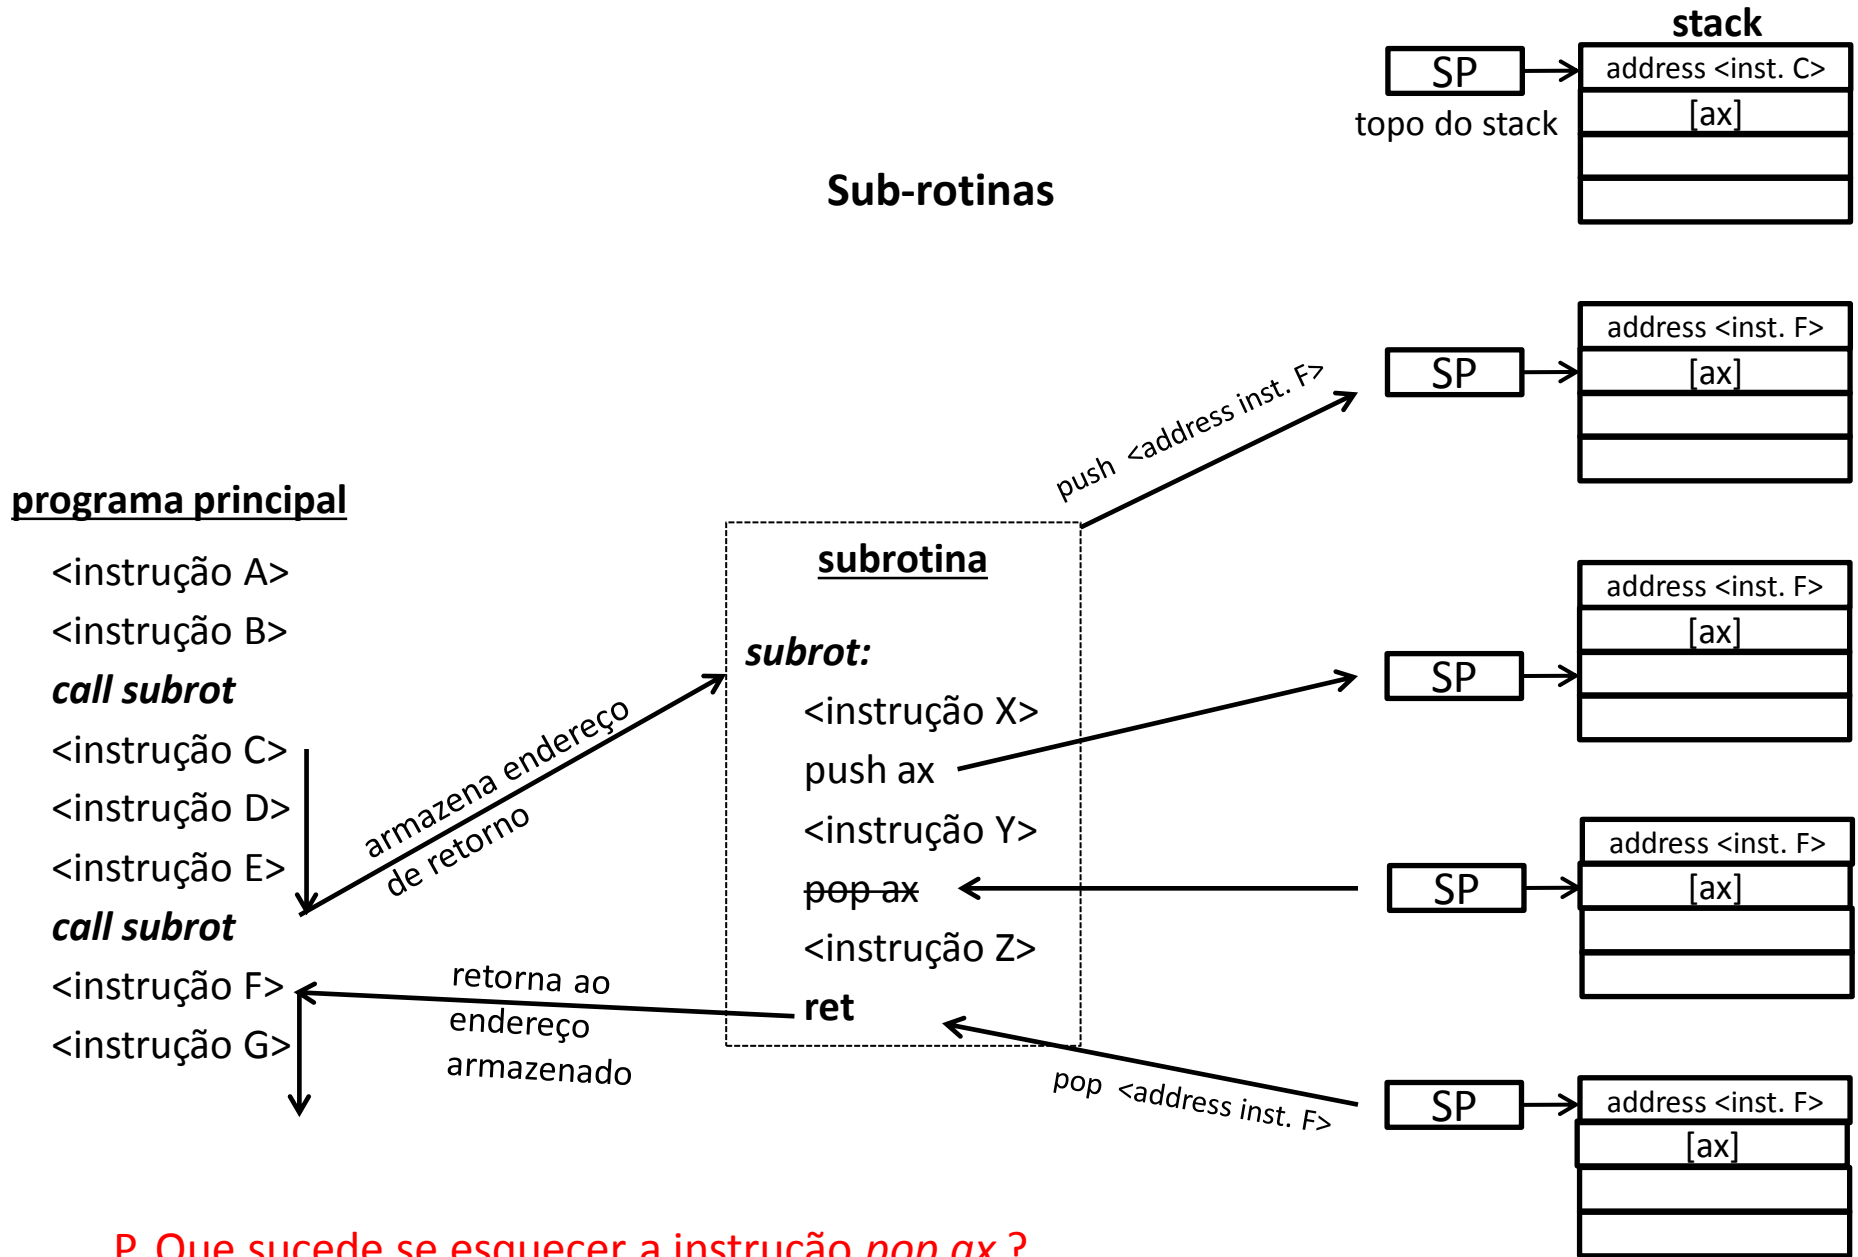 stack
SP
address <inst. C>
topo do stack
[ax]
Sub-rotinas
address <inst. F>
SP
[ax]
push <address inst. F>
programa principal
<instrução A>
<instrução B>
call subrot
<instrução C>
<instrução D>
<instrução E>
call subrot
<instrução F>
<instrução G>
armazena endereço
de retorno
retorna ao
endereço
armazenado
subrotina
subrot:
<instrução X>
push ax
<instrução Y>
pop ax
<instrução Z>
ret
address <inst. F>
[ax]
SP
address <inst. F>
SP
[ax]
pop <address inst. F>
SP
address <inst. F>
[ax]
P. Que sucede se esquecer a instrução pop ax ?